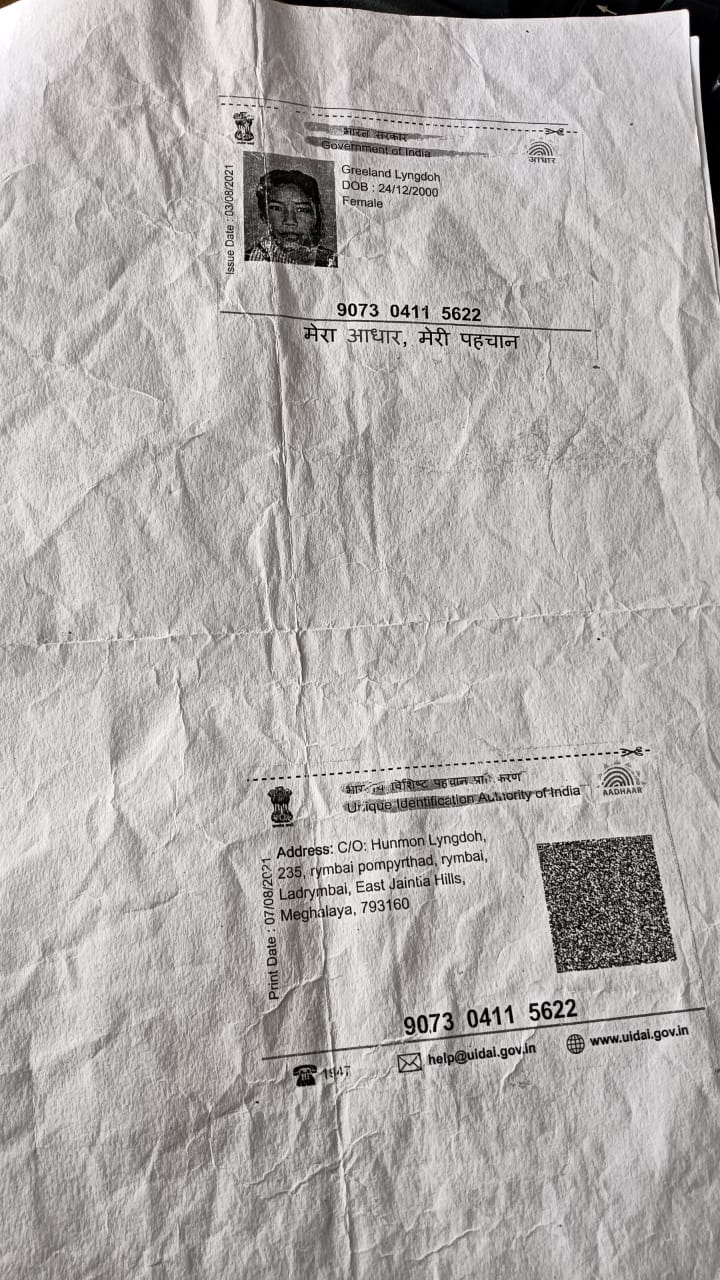 भारत सरकार
Government of India
आधार
Issue Date : 03/08/2021
Greeland Lyngdoh
DOB : 24/12/2000
Female
9073 0411 5622
मेरा आधार, मेरी पहचान
विशिष्ट पहचान
Unique Identification Authority of India
AADHAAR
Print Date : 07/08/2021
Address: C/O: Hunmon Lyngdoh,
235, rymbai pompyrthad, rymbai,
Ladrymbai, East Jaintia Hills,
Meghalaya, 793160
9073 0411 5622
1947
help@uidai.gov.in
www.uidai.gov.in